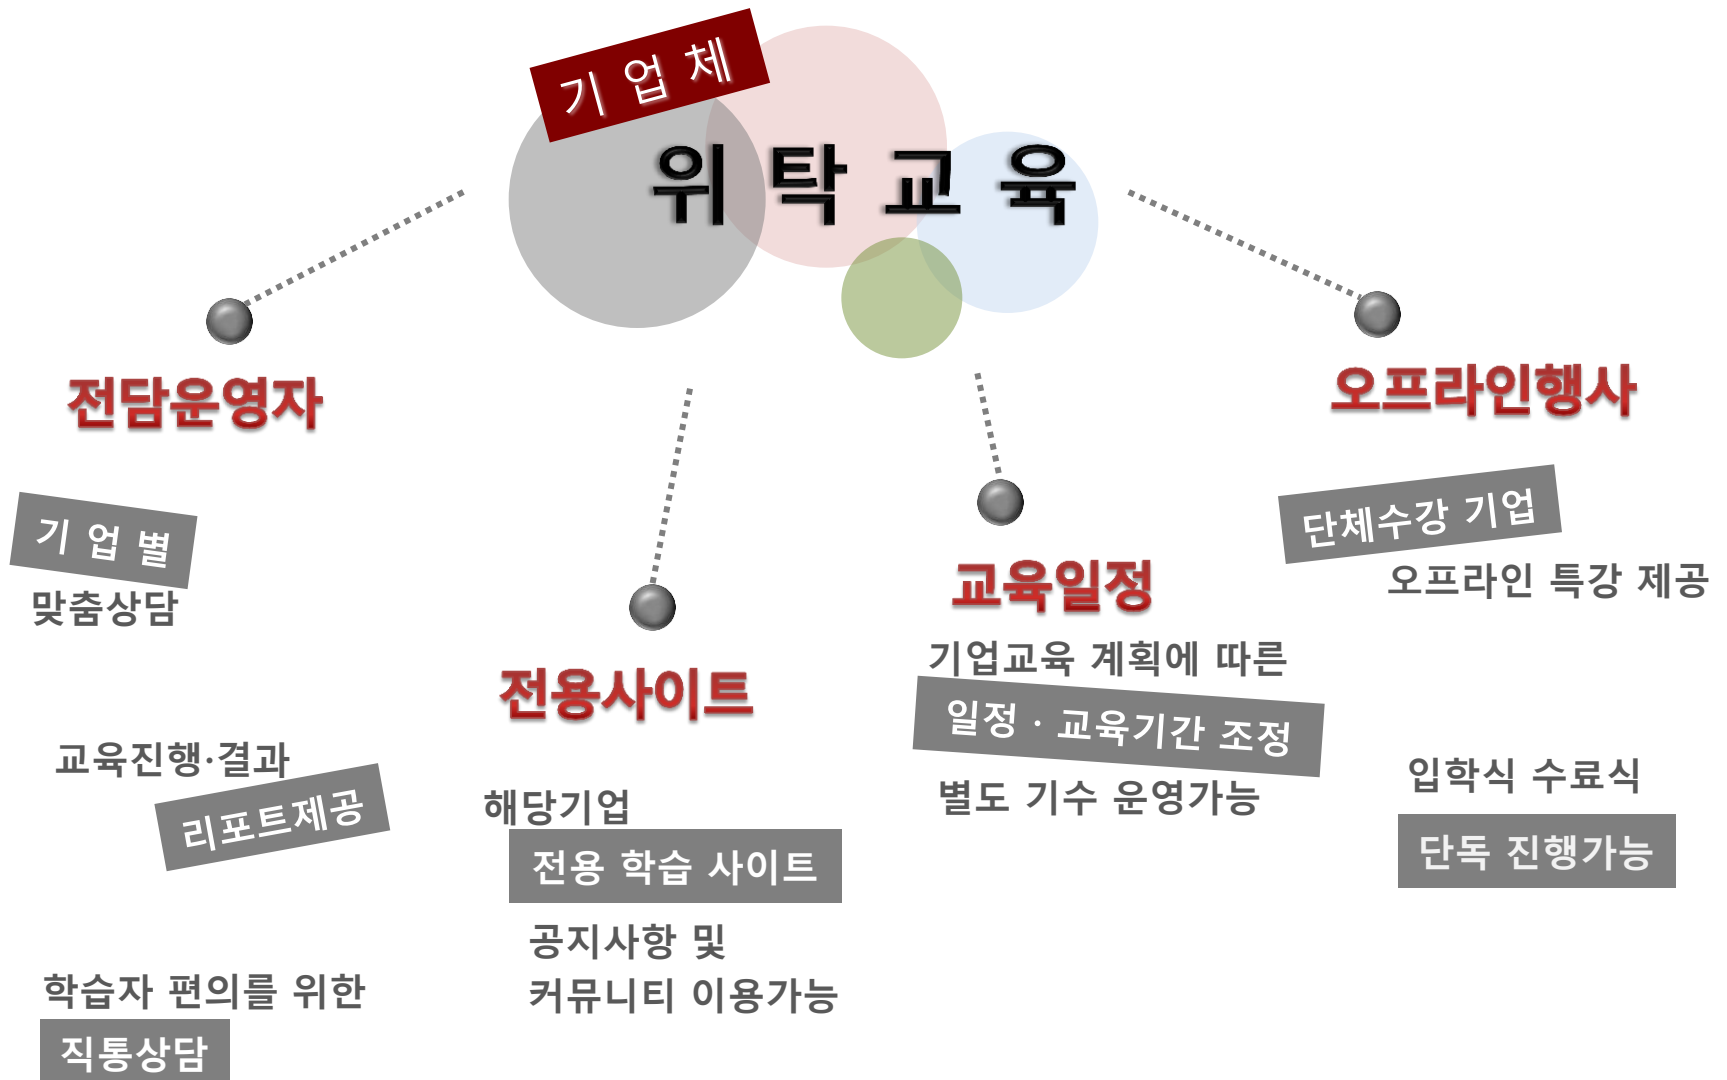 기 업 체
위 탁 교 육
전담운영자
기 업 별
맞춤상담
교육진행·결과
리포트제공
학습자 편의를 위한
직통상담
전용사이트
해당기업
전용 학습 사이트
공지사항 및
커뮤니티 이용가능
교육일정
기업교육 계획에 따른
일정 · 교육기간 조정
별도 기수 운영가능
오프라인행사
단체수강 기업
오프라인 특강 제공
입학식 수료식
단독 진행가능